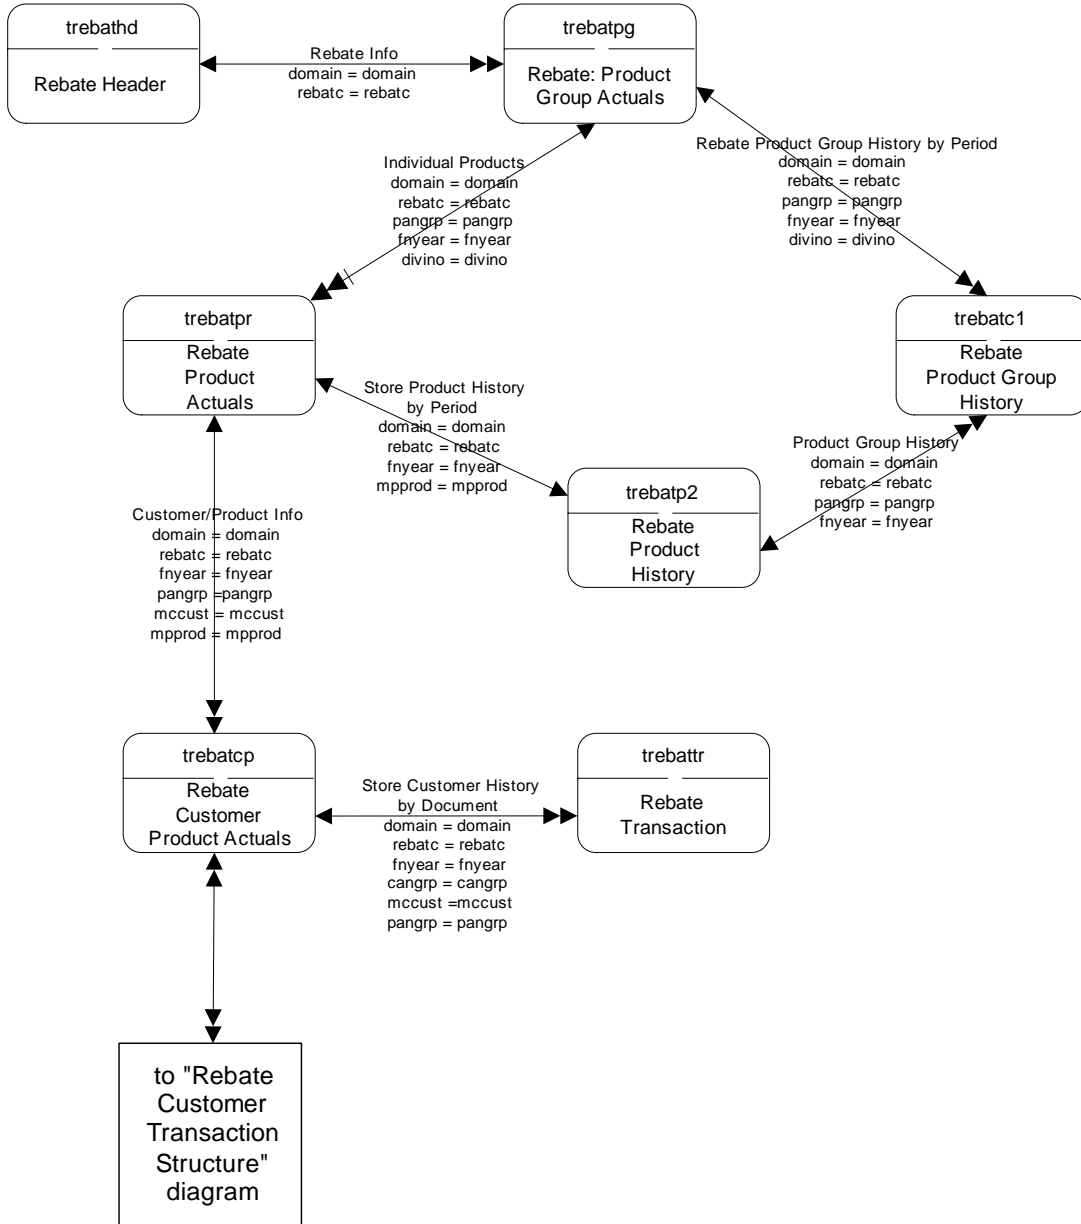 trebathd
Rebate Header
Rebate Info
domain = domain
rebatc = rebatc
trebatpg
Rebate: Product
Group Actuals
Individual Products
domain = domain
rebatc = rebatc
pangrp = pangrp
fnyear = fnyear
divino = divino
Rebate Product Group History by Period
domain = domain
rebatc = rebatc
pangrp = pangrp
fnyear = fnyear
divino = divino
trebatpr
Rebate
Product
Actuals
trebatc1
Rebate
Product Group
History
Store Product History
by Period
domain = domain
rebatc = rebatc
fnyear = fnyear
mpprod = mpprod
Product Group History
domain = domain
rebatc = rebatc
pangrp = pangrp
fnyear = fnyear
trebatp2
Rebate
Product
History
Customer/Product Info
domain = domain
rebatc = rebatc
fnyear = fnyear
pangrp =pangrp
mccust = mccust
mpprod = mpprod
trebatcp
Rebate
Customer
Product Actuals
Store Customer History
by Document
domain = domain
rebatc = rebatc
fnyear = fnyear
cangrp = cangrp
mccust =mccust
pangrp = pangrp
trebattr
Rebate
Transaction
to "Rebate
Customer
Transaction
Structure"
diagram